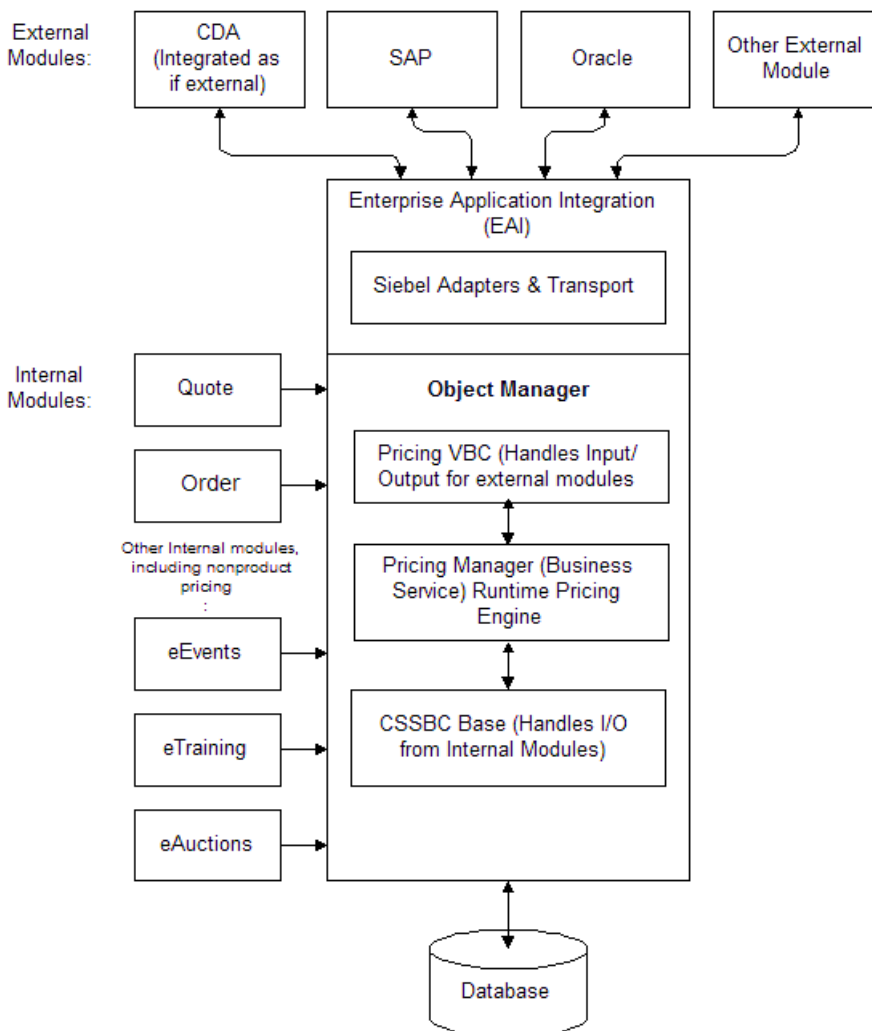 External
Modules:
CDA
(Integrated as
if external)
SAP
Oracle
Other External
Module
Enterprise Application Integration
(EAI)
Siebel Adapters & Transport
Internal
Modules:
Quote
Object Manager
Pricing VBC (Handles Input/
Output for external modules
Order
Other Internal modules,
including nonproduct
pricing
:
Pricing Manager (Business
Service) Runtime Pricing
Engine
eEvents
CSSBC Base (Handles I/O
from Internal Modules)
eTraining
eAuctions
Database